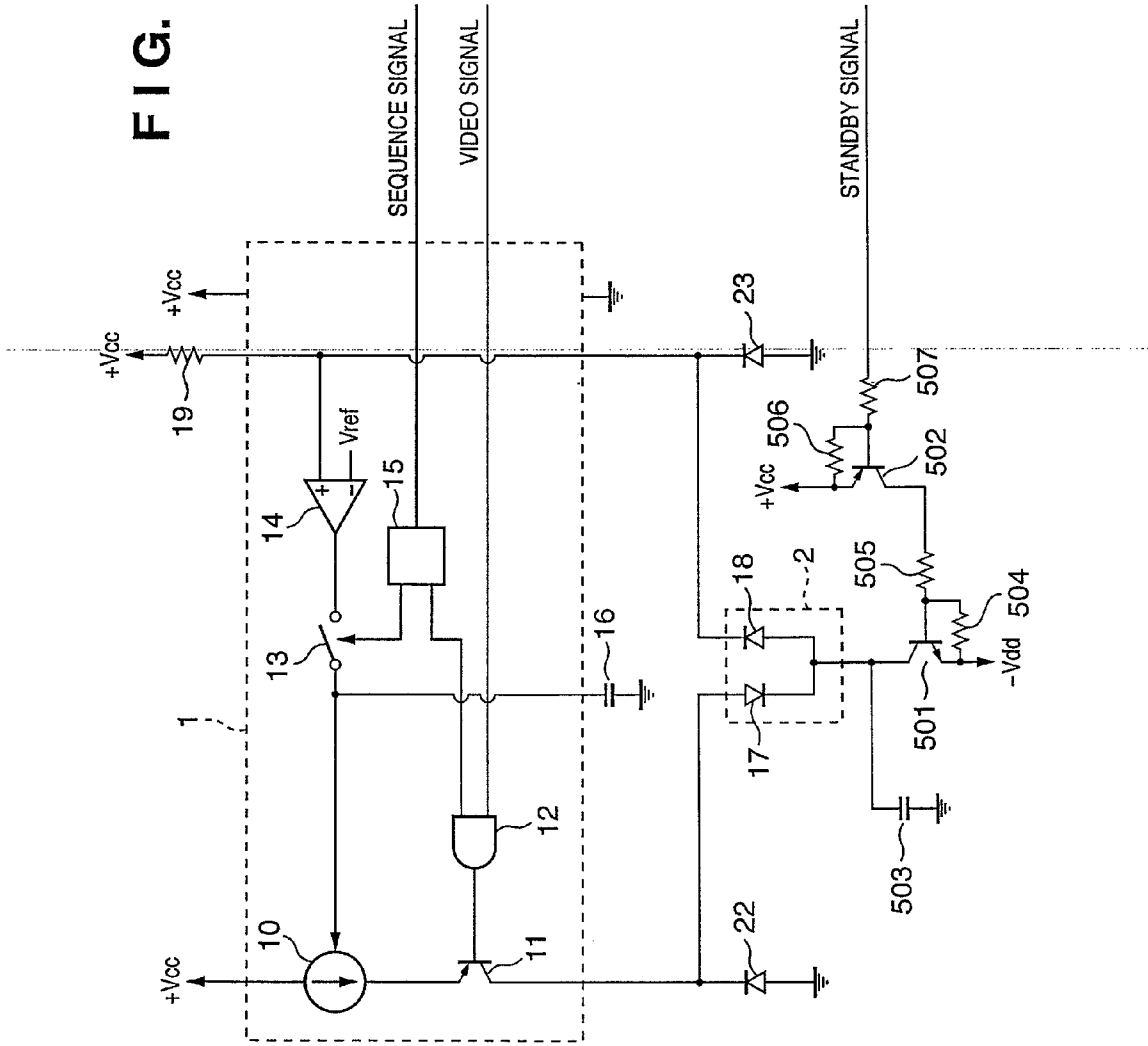 FIG.
SEQUENCE SIGNAL
VIDEO SIGNAL
STANDBY SIGNAL
+Vcc
+Vcc
19
1
14
Vref
15
13
16
10
+Vcc
12
11
23
507
506
+Vcc
502
2
18
505
504
17
501
-Vdd
503
22
+
-